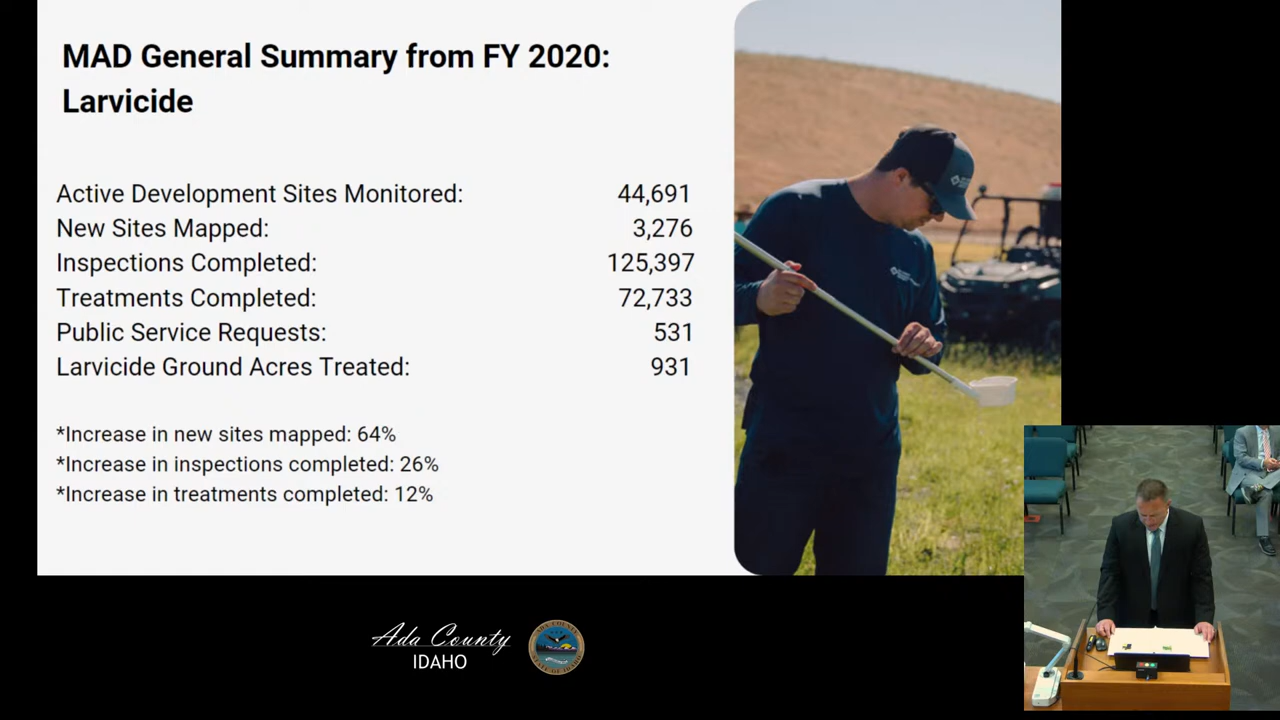 MAD General Summary from FY 2020:
Larvicide
Active Development Sites Monitored: 44,691
New Sites Mapped: 3,276
Inspections Completed: 125,397
Treatments Completed: 72,733
Public Service Requests: 531
Larvicide Ground Acres Treated: 931
*Increase in new sites mapped: 64%
*Increase in inspections completed: 26%
*Increase in treatments completed: 12%
Ada County
IDAHO